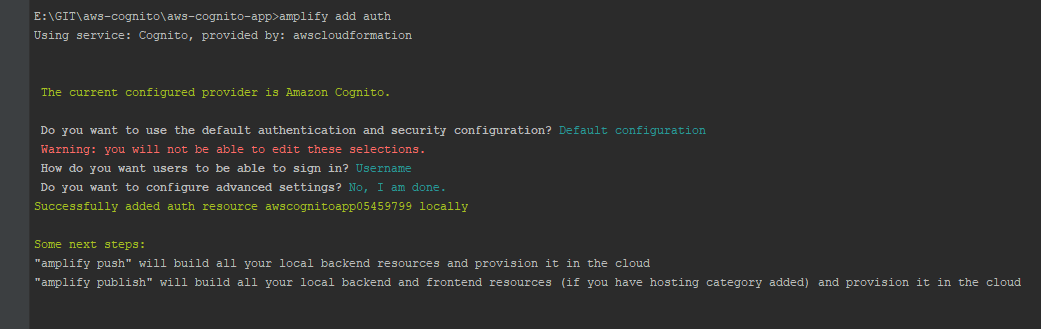 E:\GIT\aws-cognito\aws-cognito-app>amplify add auth
Using service: Cognito, provided by: awscloudformation
The current configured provider is Amazon Cognito.
Do you want to use the default authentication and security configuration? Default configuration
Warning: you will not be able to edit these selections.
How do you want users to be able to sign in? Username
Do you want to configure advanced settings? No, I am done.
Successfully added auth resource awscognitoapp05459799 locally
Some next steps:
"amplify push" will build all your local backend resources and provision it in the cloud
"amplify publish" will build all your local backend and frontend resources (if you have hosting category added) and provision it in the cloud